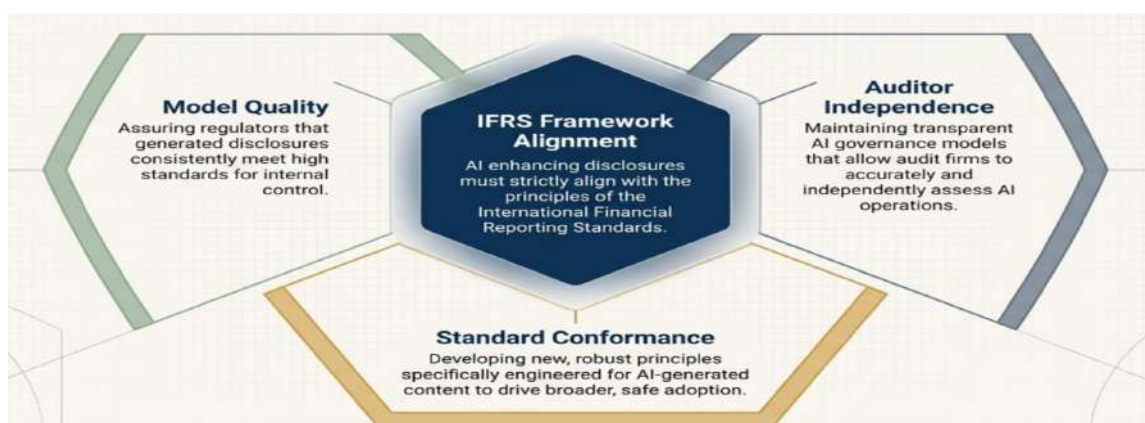 Model Quality
Assuring regulators that
generated disclosures
consistently meet high
standards for internal
control.
IFRS Framework
Alignment
AI enhancing disclosures
must strictly align with the
principles of the
International Financial
Reporting Standards.
Auditor
Independence
Maintaining transparent
AI governance models
that allow audit firms to
accurately and
independently assess AI
operations.
Standard Conformance
Developing new, robust principles
specifically engineered for AI-generated
content to drive broader, safe adoption.